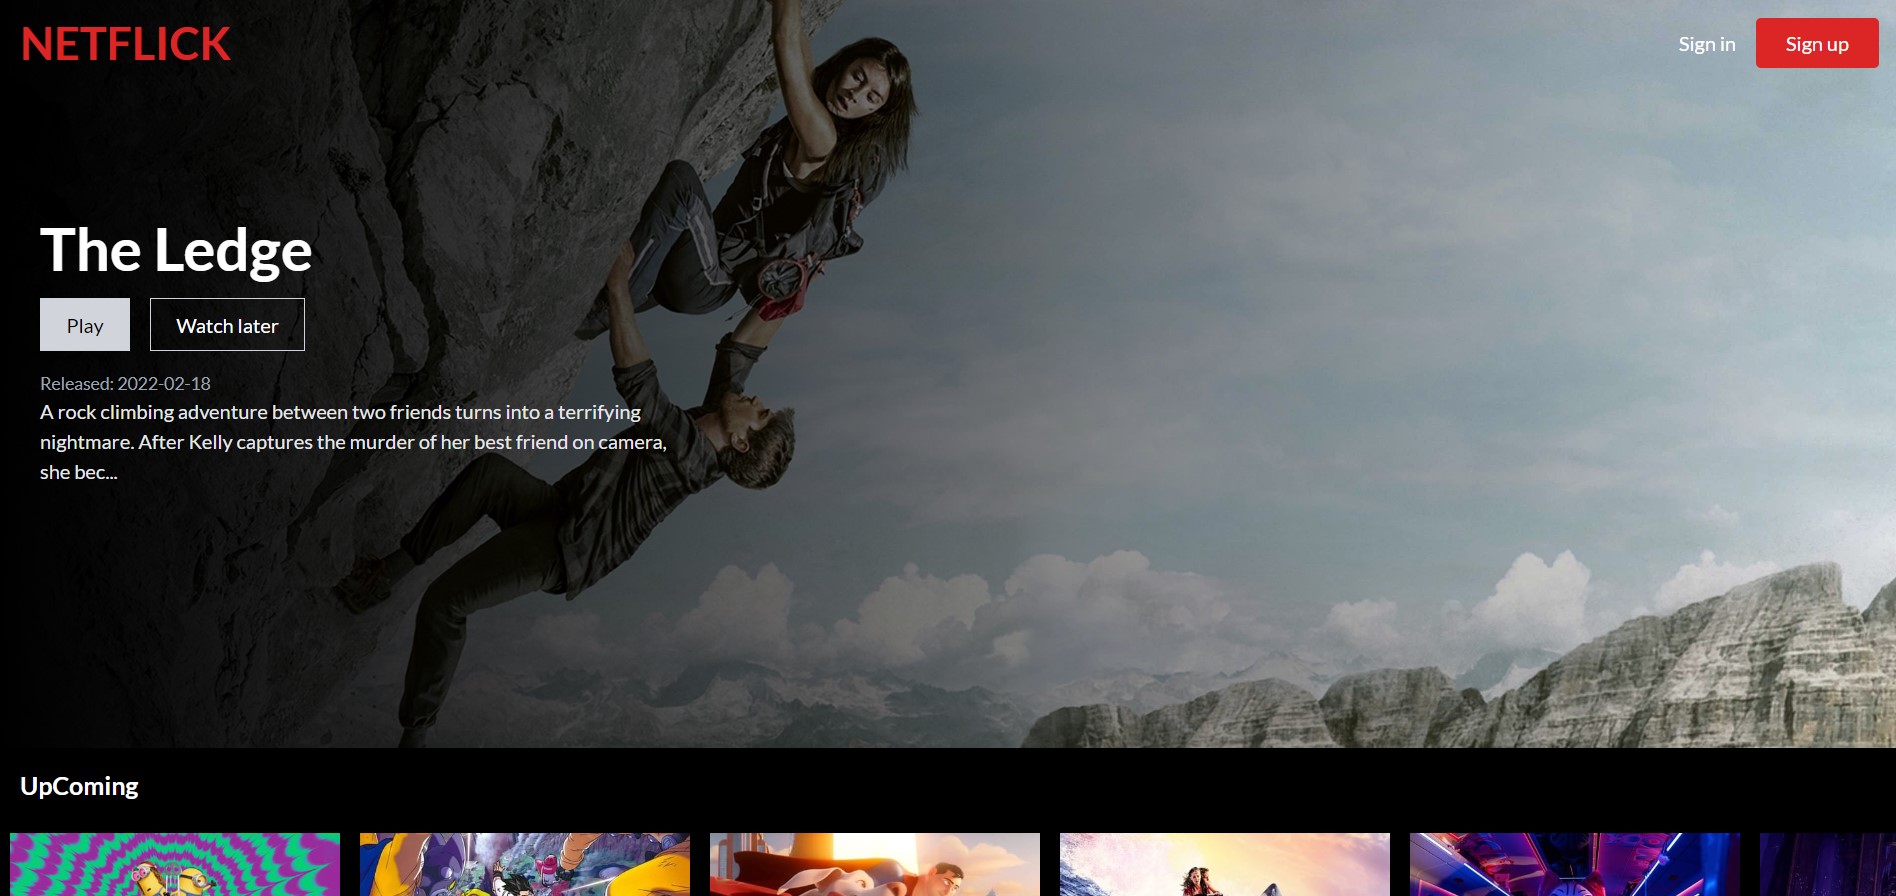 NETFLICK
Sign in
Sign up
The Ledge
Play
Watch later
Released: 2022-02-18
A rock climbing adventure between two friends turns into a terrifying
nightmare. After Kelly captures the murder of her best friend on camera,
she bec...
UpComing